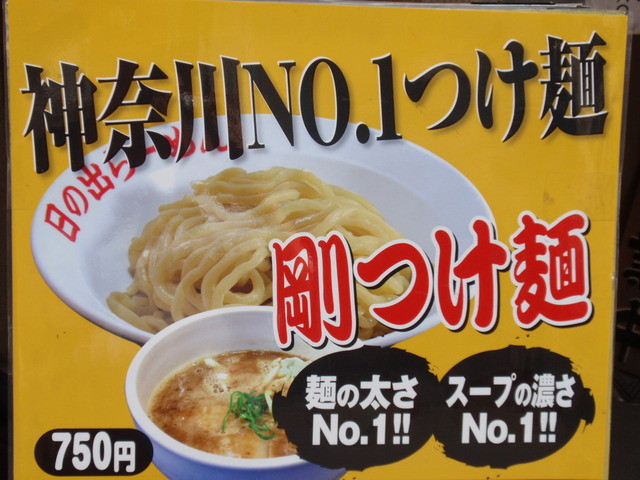 神奈川NO.1つけ麺
日の出らーめん
剛つけ麺
麺の太さ
No.1!!
スープの濃さ
No.1!!
750円